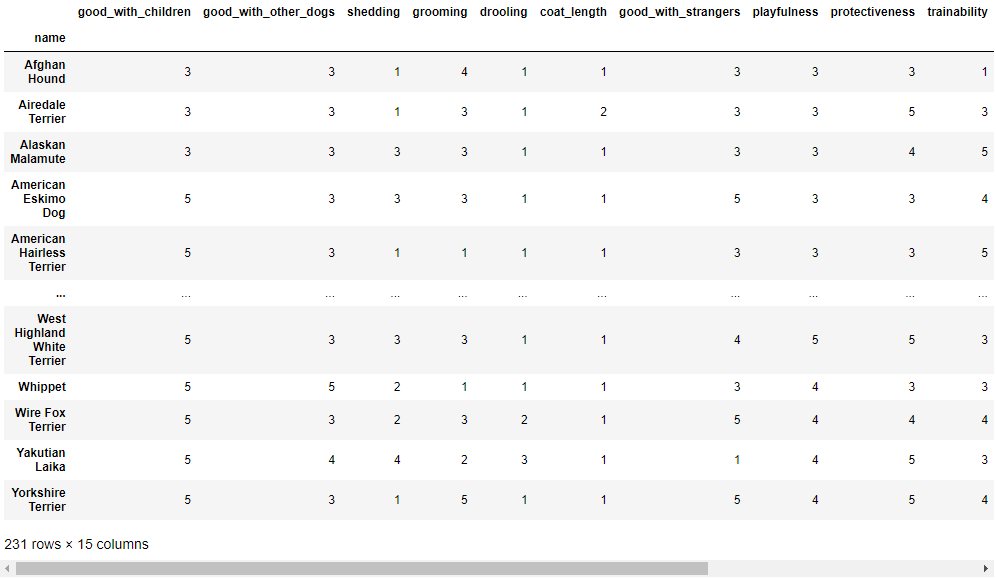 good_with_children good_with_other_dogs shedding grooming drooling coat_length good_with_strangers playfulness protectiveness trainability
name
Afghan Hound 3 3 1 4 1 1 3 3 3 1
Airedale Terrier 3 3 1 3 1 2 3 3 5 3
Alaskan Malamute 3 3 3 3 1 1 3 3 4 5
American Eskimo Dog 5 3 3 3 1 1 5 3 3 4
American Hairless Terrier 5 3 1 1 1 1 3 3 3 5
... ... ... ... ... ... ... ... ... ... ...
West Highland White Terrier 5 3 3 3 1 1 4 5 5 3
Whippet 5 5 2 1 1 1 3 4 3 3
Wire Fox Terrier 5 3 2 3 2 1 5 4 4 4
Yakutian Laika 5 4 4 2 3 1 1 4 5 3
Yorkshire Terrier 5 3 1 5 1 1 5 4 5 4
231 rows × 15 columns